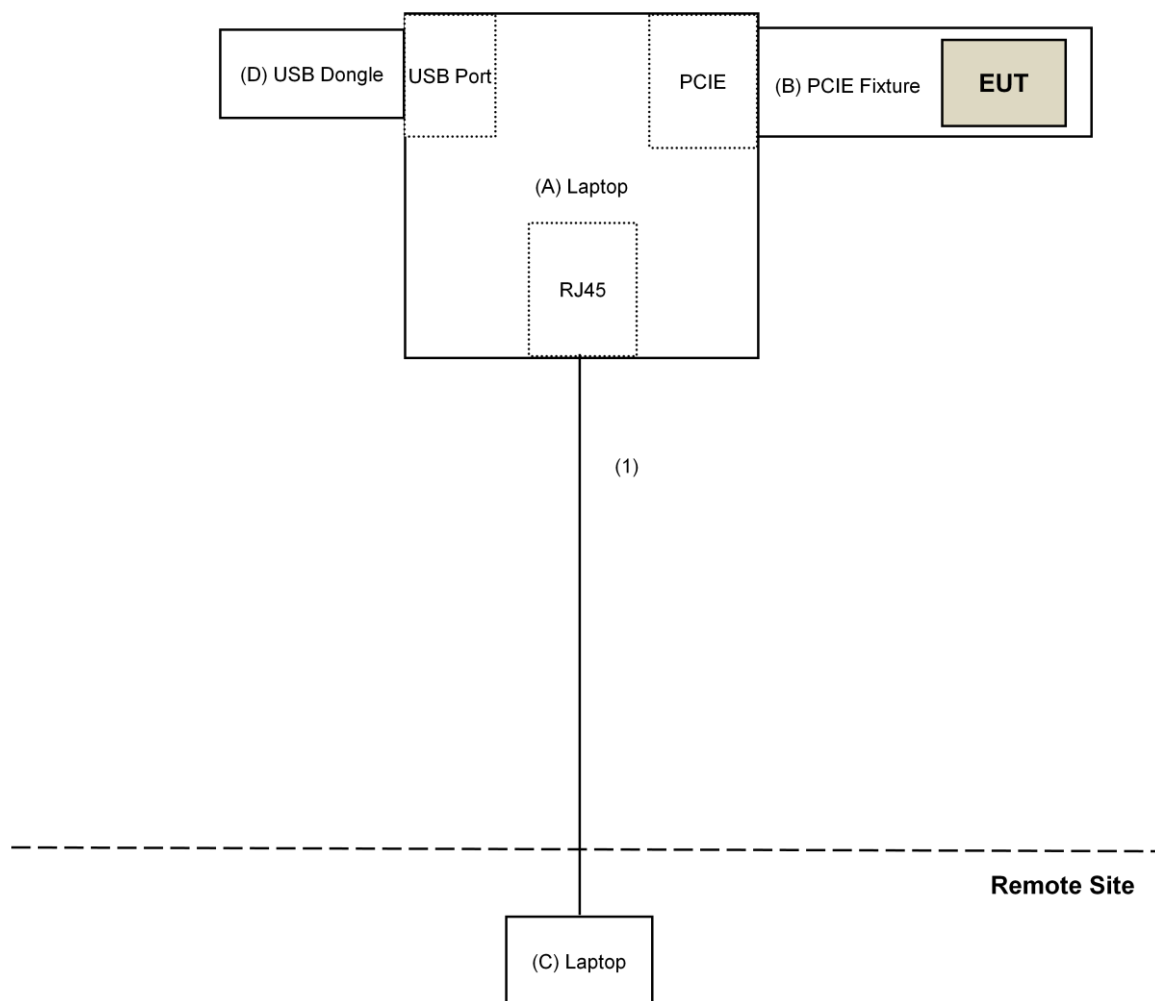 (D) USB Dongle
USB Port
PCIE
(B) PCIE Fixture
EUT
(A) Laptop
RJ45
(1)
Remote Site
(C) Laptop